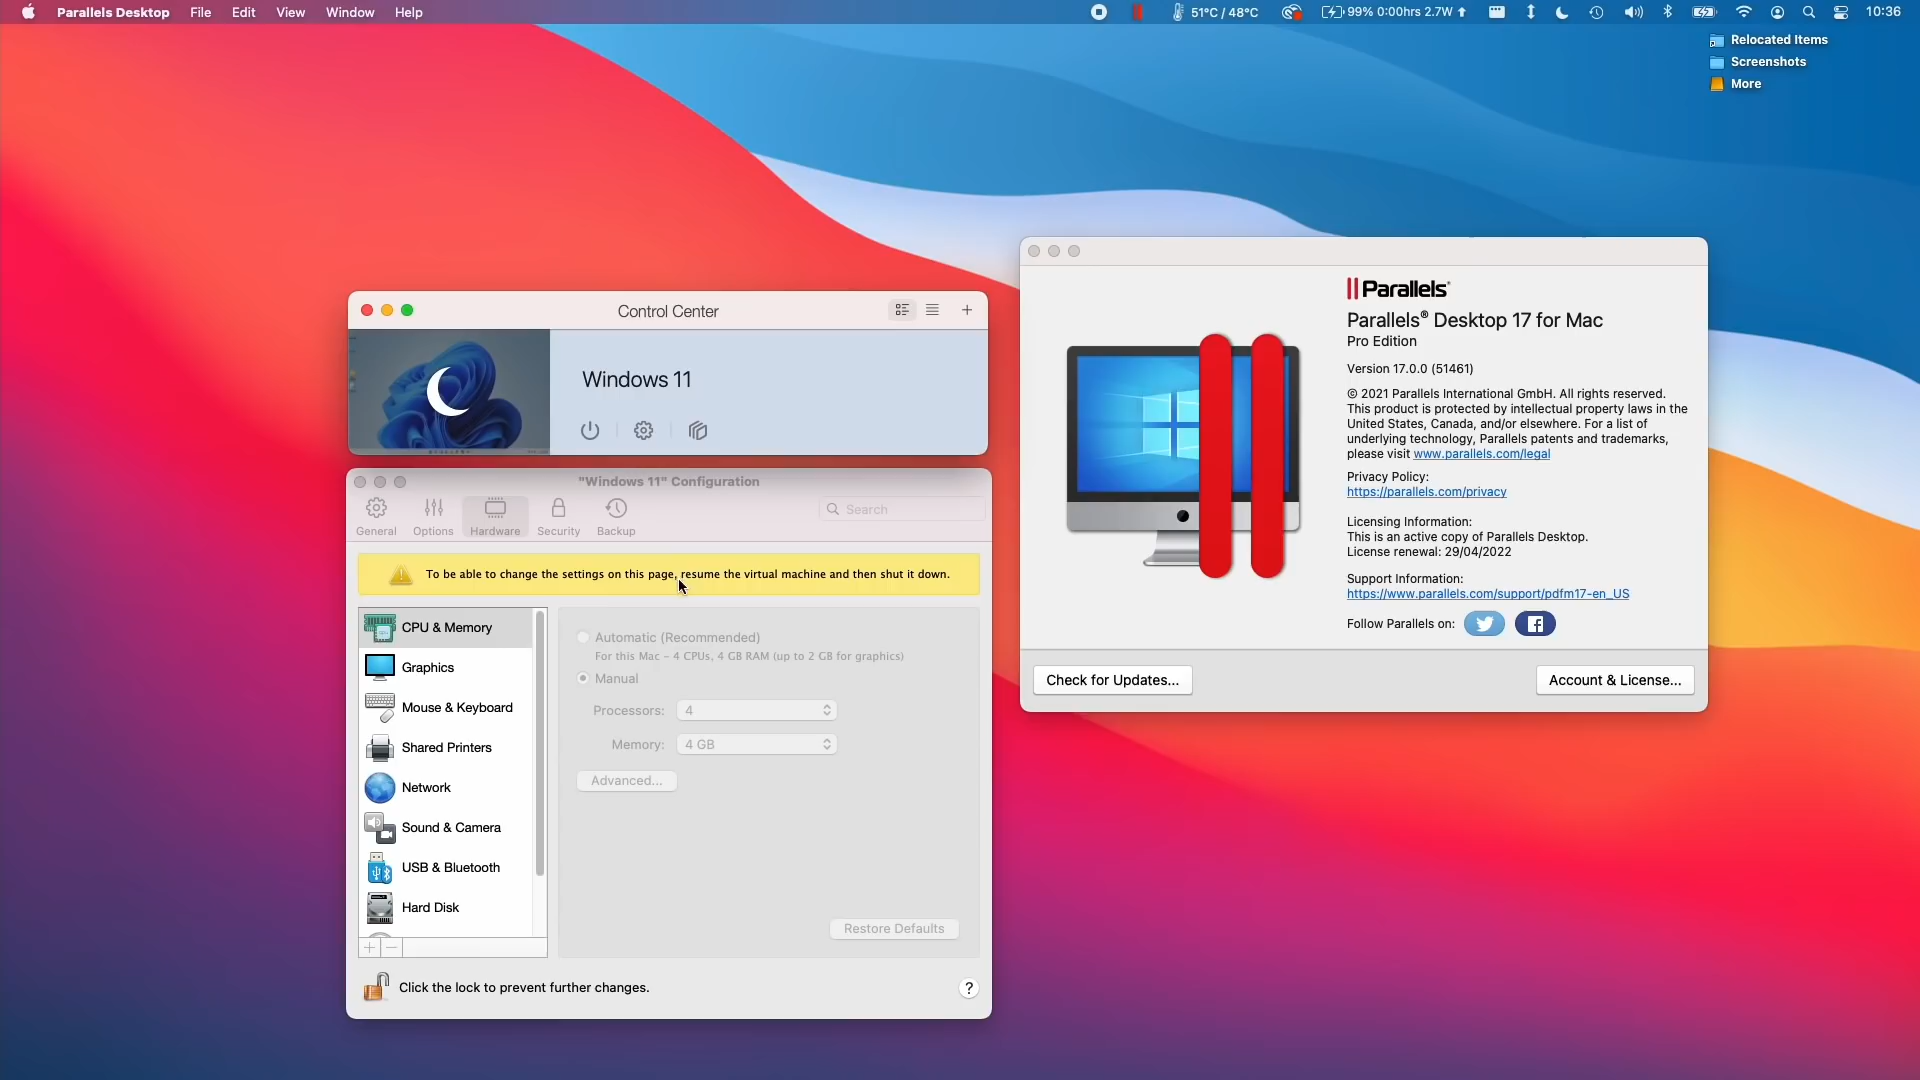 Parallels Desktop File Edit View Window Help
51°C / 48°C 99% 0:00hrs 2.7W 10:36
Relocated Items
Screenshots
More
Control Center
Windows 11
"Windows 11" Configuration
General Options Hardware Security Backup
Search
To be able to change the settings on this page, resume the virtual machine and then shut it down.
CPU & Memory
Graphics
Mouse & Keyboard
Shared Printers
Network
Sound & Camera
USB & Bluetooth
Hard Disk
Automatic (Recommended)
For this Mac – 4 CPUs, 4 GB RAM (up to 2 GB for graphics)
Manual
Processors: 4
Memory: 4 GB
Advanced...
Restore Defaults
Click the lock to prevent further changes.
?
Parallels®
Parallels® Desktop 17 for Mac
Pro Edition
Version 17.0.0 (51461)
© 2021 Parallels International GmbH. All rights reserved.
This product is protected by intellectual property laws in the
United States, Canada, and/or elsewhere. For a list of
underlying technology, Parallels patents and trademarks,
please visit www.parallels.com/legal
Privacy Policy:
https://parallels.com/privacy
Licensing Information:
This is an active copy of Parallels Desktop.
License renewal: 29/04/2022
Support Information:
https://www.parallels.com/support/pdfm17-en_US
Follow Parallels on:
Check for Updates...
Account & License...